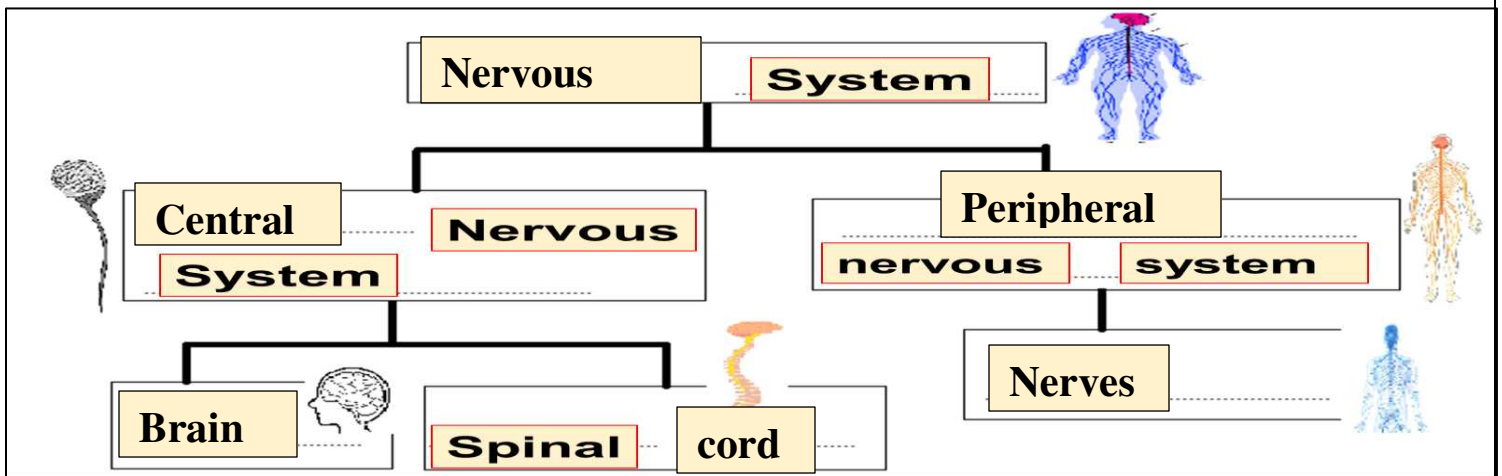 Nervous System
Central Nervous
System
Peripheral
nervous system
Brain
Spinal cord
Nerves